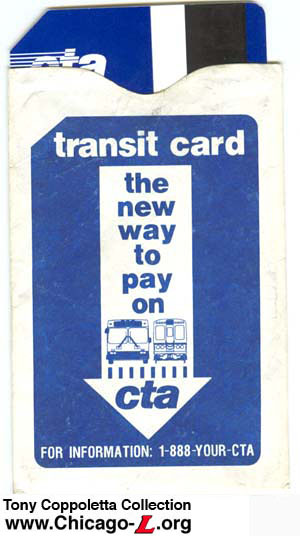 cta
transit card
the
new
way
to
pay
on
cta
FOR INFORMATION: 1-888-YOUR-CTA
Tony Coppoletta Collection
www.Chicago-L.org